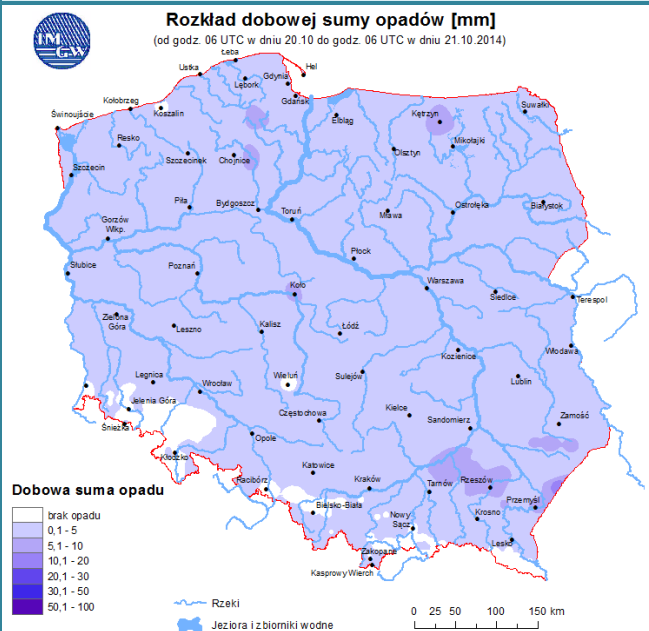 IM
GW
Rozkład dobowej sumy opadów [mm]
(od godz. 06 UTC w dniu 20.10 do godz. 06 UTC w dniu 21.10.2014)
Łeba
Hel
Ustka
Gdynia
Lębork
Gdańsk
Suwałki
Kołobrzeg
Koszalin
Świnoujście
Elbląg
Kętrzyn
Resko
Mikołajki
Szczecinek
Chojnice
Olsztyn
Szczecin
Piła
Bydgoszcz
Toruń
Mława
Ostrołęka
Białystok
Gorzów
Wlkp.
Płock
Słubice
Poznań
Warszawa
Koło
Siedlce
Terespol
Zielona
Góra
Leszno
Kalisz
Łódź
Kozienice
Włodawa
Legnica
Wrocław
Wieluń
Sulejów
Lublin
Jelenia Góra
Częstochowa
Kielce
Sandomierz
Zamość
Śnieżka
Opole
Kłodzko
Katowice
Racibórz
Kraków
Tarnów
Rzeszów
Przemyśl
Bielsko-Biała
Nowy
Sącz
Krosno
Lesko
Zakopane
Kasprowy Wierch
Dobowa suma opadu
brak opadu
0,1 - 5
5,1 - 10
10,1 - 20
20,1 - 30
30,1 - 50
50,1 - 100
Rzeki
Jeziora i zbiorniki wodne
0 25 50 100 150 km